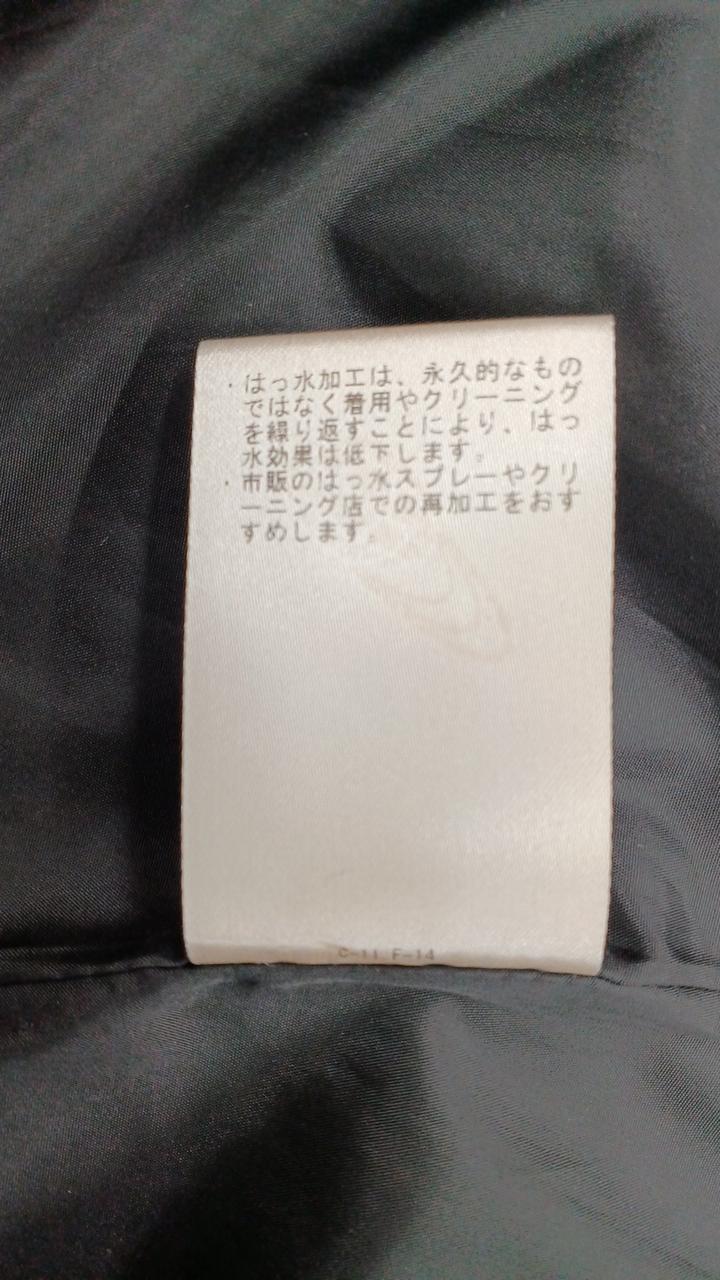 ・はっ水加工は、永久的なもの
ではなく着用やクリーニング
を繰り返すことにより、はっ
水効果は低下します。
・市販のはっ水スプレーやクリ
ーニング店での再加工をおす
すめします。
C-11 F-14